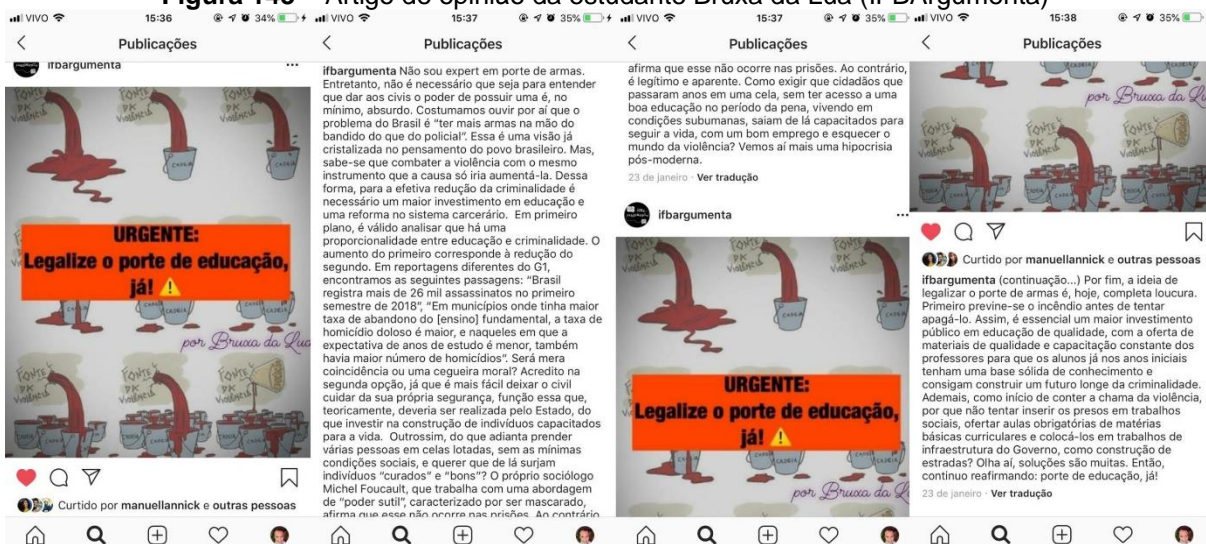 Figura 143 – Artigo de opinião da estudante Bruxa da Lua (IFBArgumenta)
VIVO 15:36 34%
Publicações
ifbargumenta
FONTE DA VIOLÊNCIA
CADEIA
URGENTE:
Legalize o porte de educação,
já!
por Bruxa da Lua
Curtido por manuellannick e outras pessoas
VIVO 15:37 35%
Publicações
ifbargumenta Não sou expert em porte de armas.
Entretanto, não é necessário que seja para entender
que dar aos civis o poder de possuir uma é, no
mínimo, absurdo. Costumamos ouvir por aí que o
problema do Brasil é “ter mais armas na mão do
bandido do que do policial”. Essa é uma visão já
cristalizada no pensamento do povo brasileiro. Mas,
sabe-se que combater a violência com o mesmo
instrumento que a causa só iria aumentá-la. Dessa
forma, para a efetiva redução da criminalidade é
necessário um maior investimento em educação e
uma reforma no sistema carcerário. Em primeiro
plano, é válido analisar que há uma
proporcionalidade entre educação e criminalidade. O
aumento do primeiro corresponde à redução do
segundo. Em reportagens diferentes do G1,
encontramos as seguintes passagens: “Brasil
registra mais de 26 mil assassinatos no primeiro
semestre de 2018”, “Em municípios onde tinha maior
taxa de abandono do [ensino] fundamental, a taxa de
homicídio doloso é maior, e naqueles em que a
expectativa de anos de estudo é menor, também
havia maior número de homicídios”. Será mera
coincidência ou uma cegueira moral? Acredito na
segunda opção, já que é mais fácil deixar o civil
cuidar da sua própria segurança, função essa que,
teoricamente, deveria ser realizada pelo Estado, do
que investir na construção de indivíduos capacitados
para a vida. Outrossim, do que adianta prender
várias pessoas em celas lotadas, sem as mínimas
condições sociais, e querer que de lá surjam
indivíduos “curados” e “bons”? O próprio sociólogo
Michel Foucault, que trabalha com uma abordagem
de “poder sutil”, caracterizado por ser mascarado,
afirma que esse não ocorre nas prisões. Ao contrário
VIVO 15:37 35%
Publicações
afirma que esse não ocorre nas prisões. Ao contrário,
é legítimo e aparente. Como exigir que cidadãos que
passaram anos em uma cela, sem ter acesso a uma
boa educação no período da pena, vivendo em
condições subumanas, saiam de lá capacitados para
seguir a vida, com um bom emprego e esquecer o
mundo da violência? Vemos aí mais uma hipocrisia
pós-moderna.
23 de janeiro · Ver tradução
ifbargumenta
FONTE DA VIOLÊNCIA
CADEIA
URGENTE:
Legalize o porte de educação,
já!
por Bruxa da L
VIVO 15:38 35%
Publicações
por Bruxa da Lu
FONTE DA VIOLÊNCIA
CADEIA
Curtido por manuellannick e outras pessoas
ifbargumenta (continuação...) Por fim, a ideia de
legalizar o porte de armas é, hoje, completa loucura.
Primeiro previne-se o incêndio antes de tentar
apagá-lo. Assim, é essencial um maior investimento
público em educação de qualidade, com a oferta de
materiais de qualidade e capacitação constante dos
professores para que os alunos já nos anos iniciais
tenham uma base sólida de conhecimento e
consigam construir um futuro longe da criminalidade.
Ademais, como início de conter a chama da violência,
por que não tentar inserir os presos em trabalhos
sociais, ofertar aulas obrigatórias de matérias
básicas curriculares e colocá-los em trabalhos de
infraestrutura do Governo, como construção de
estradas? Olha aí, soluções são muitas. Então,
continuo reafirmando: porte de educação, já!
23 de janeiro · Ver tradução